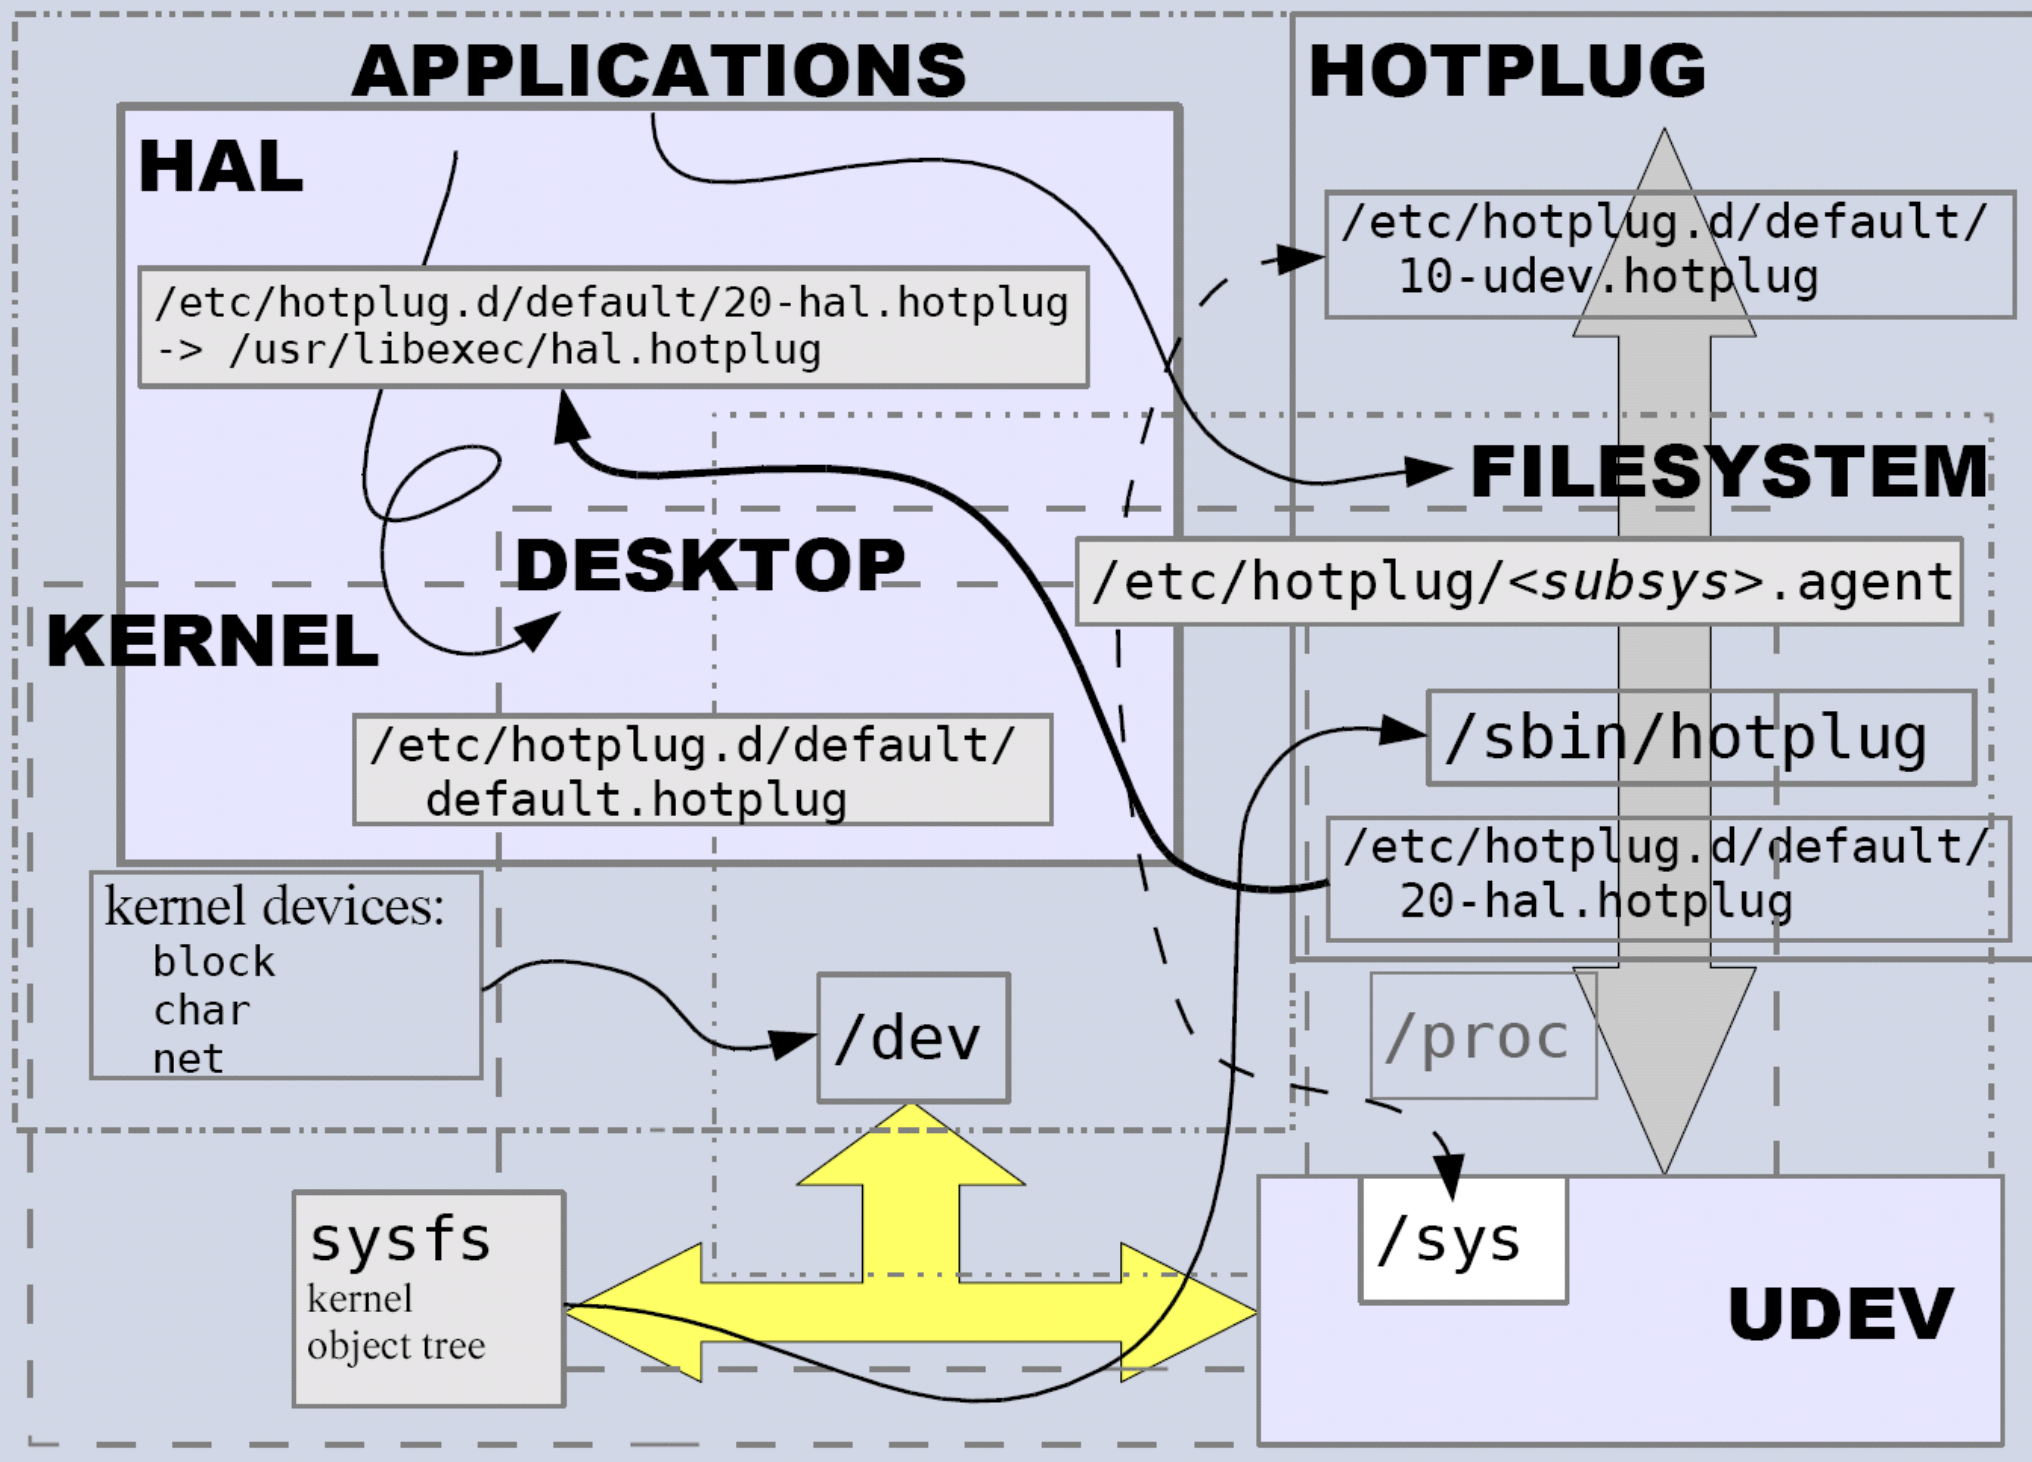 APPLICATIONS
HOTPLUG
HAL
/etc/hotplug.d/default/
10-udev.hotplug
/etc/hotplug.d/default/20-hal.hotplug
-> /usr/libexec/hal.hotplug
FILESYSTEM
DESKTOP
/etc/hotplug/<subsys>.agent
KERNEL
/etc/hotplug.d/default/
default.hotplug
/sbin/hotplug
/etc/hotplug.d/default/
20-hal.hotplug
kernel devices:
block
char
net
/dev
/proc
sysfs
kernel
object tree
/sys
UDEV